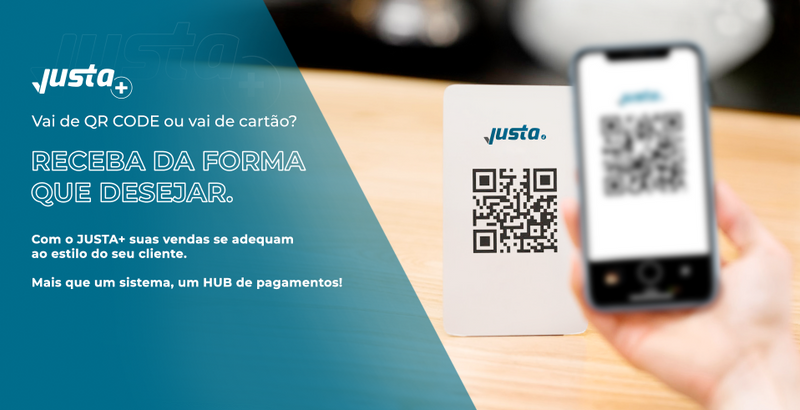 justa+
Vai de QR CODE ou vai de cartão?
RECEBA DA FORMA
QUE DESEJAR.
Com o JUSTA+ suas vendas se adequam
ao estilo do seu cliente.
Mais que um sistema, um HUB de pagamentos!
justa
justa